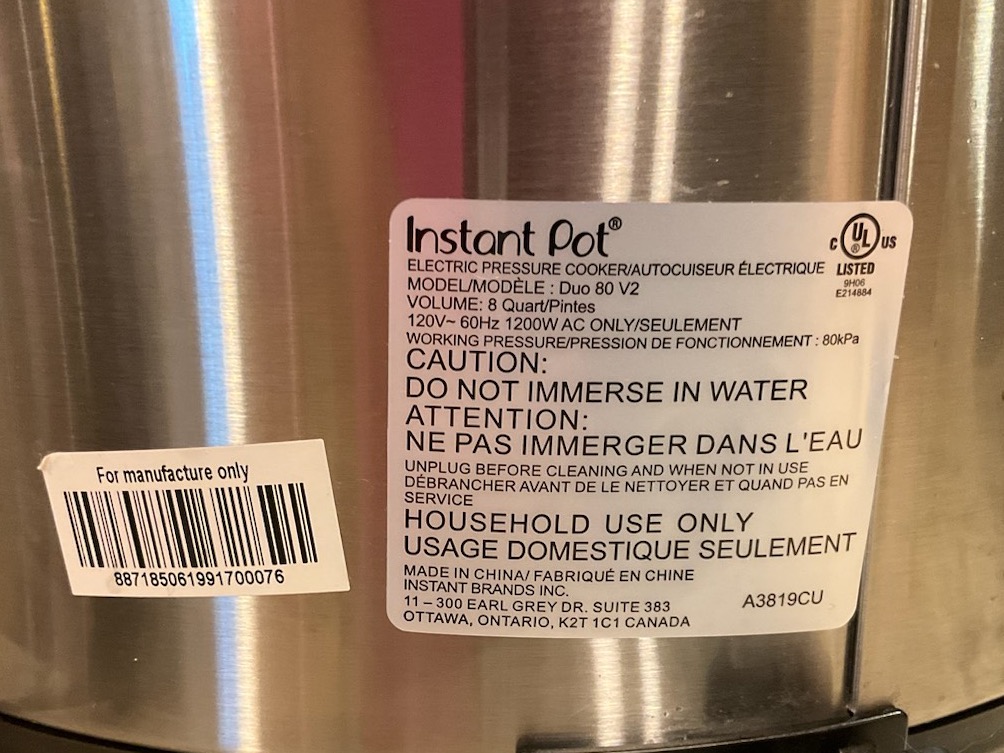 Instant Pot®
ELECTRIC PRESSURE COOKER/AUTOCUISEUR ÉLECTRIQUE
MODEL/MODÈLE : Duo 80 V2
VOLUME: 8 Quart/Pintes
120V~ 60Hz 1200W AC ONLY/SEULEMENT
WORKING PRESSURE/PRESSION DE FONCTIONNEMENT : 80kPa
C UL® US
LISTED
9H06
E214884
CAUTION:
DO NOT IMMERSE IN WATER
ATTENTION:
NE PAS IMMERGER DANS L'EAU
UNPLUG BEFORE CLEANING AND WHEN NOT IN USE
DÉBRANCHER AVANT DE LE NETTOYER ET QUAND PAS EN
SERVICE
HOUSEHOLD USE ONLY
USAGE DOMESTIQUE SEULEMENT
MADE IN CHINA/ FABRIQUÉ EN CHINE
INSTANT BRANDS INC.
11 – 300 EARL GREY DR. SUITE 383
OTTAWA, ONTARIO, K2T 1C1 CANADA
A3819CU
For manufacture only
887185061991700076